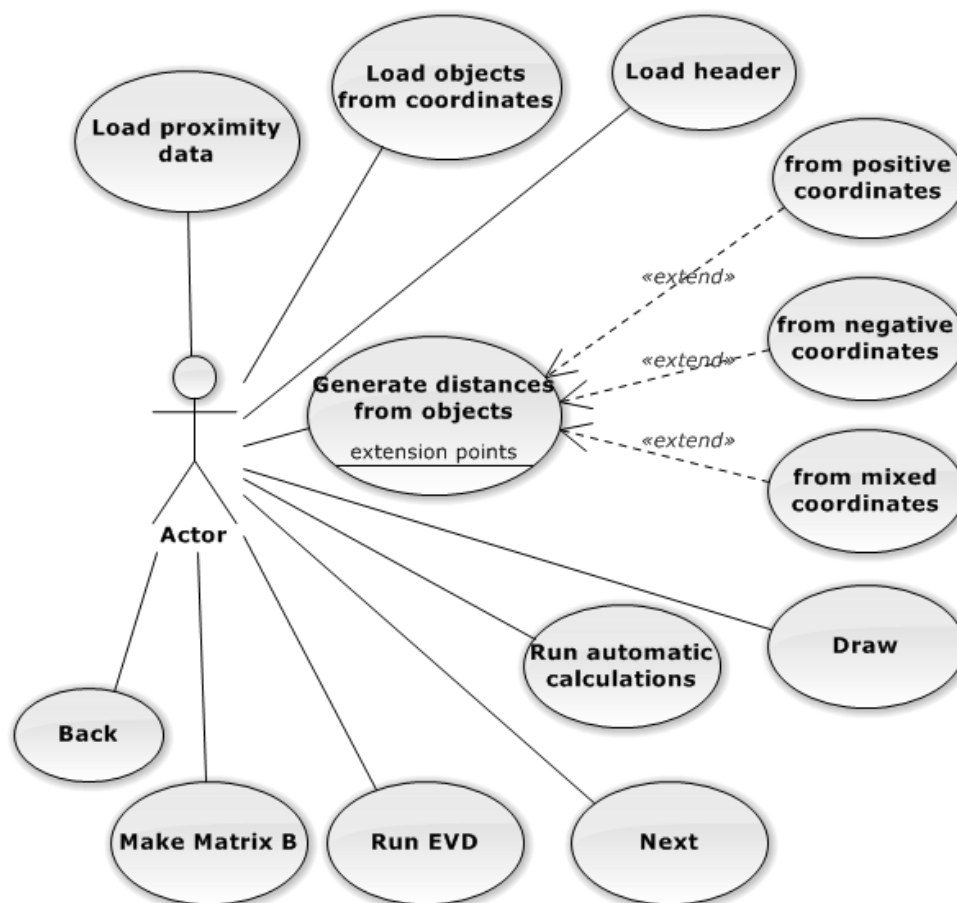 Load objects
from coordinates
Load header
Load proximity
data
from positive
coordinates
«extend»
from negative
coordinates
«extend»
Generate distances
from objects
extension points
«extend»
from mixed
coordinates
Actor
Run automatic
calculations
Draw
Back
Make Matrix B
Run EVD
Next